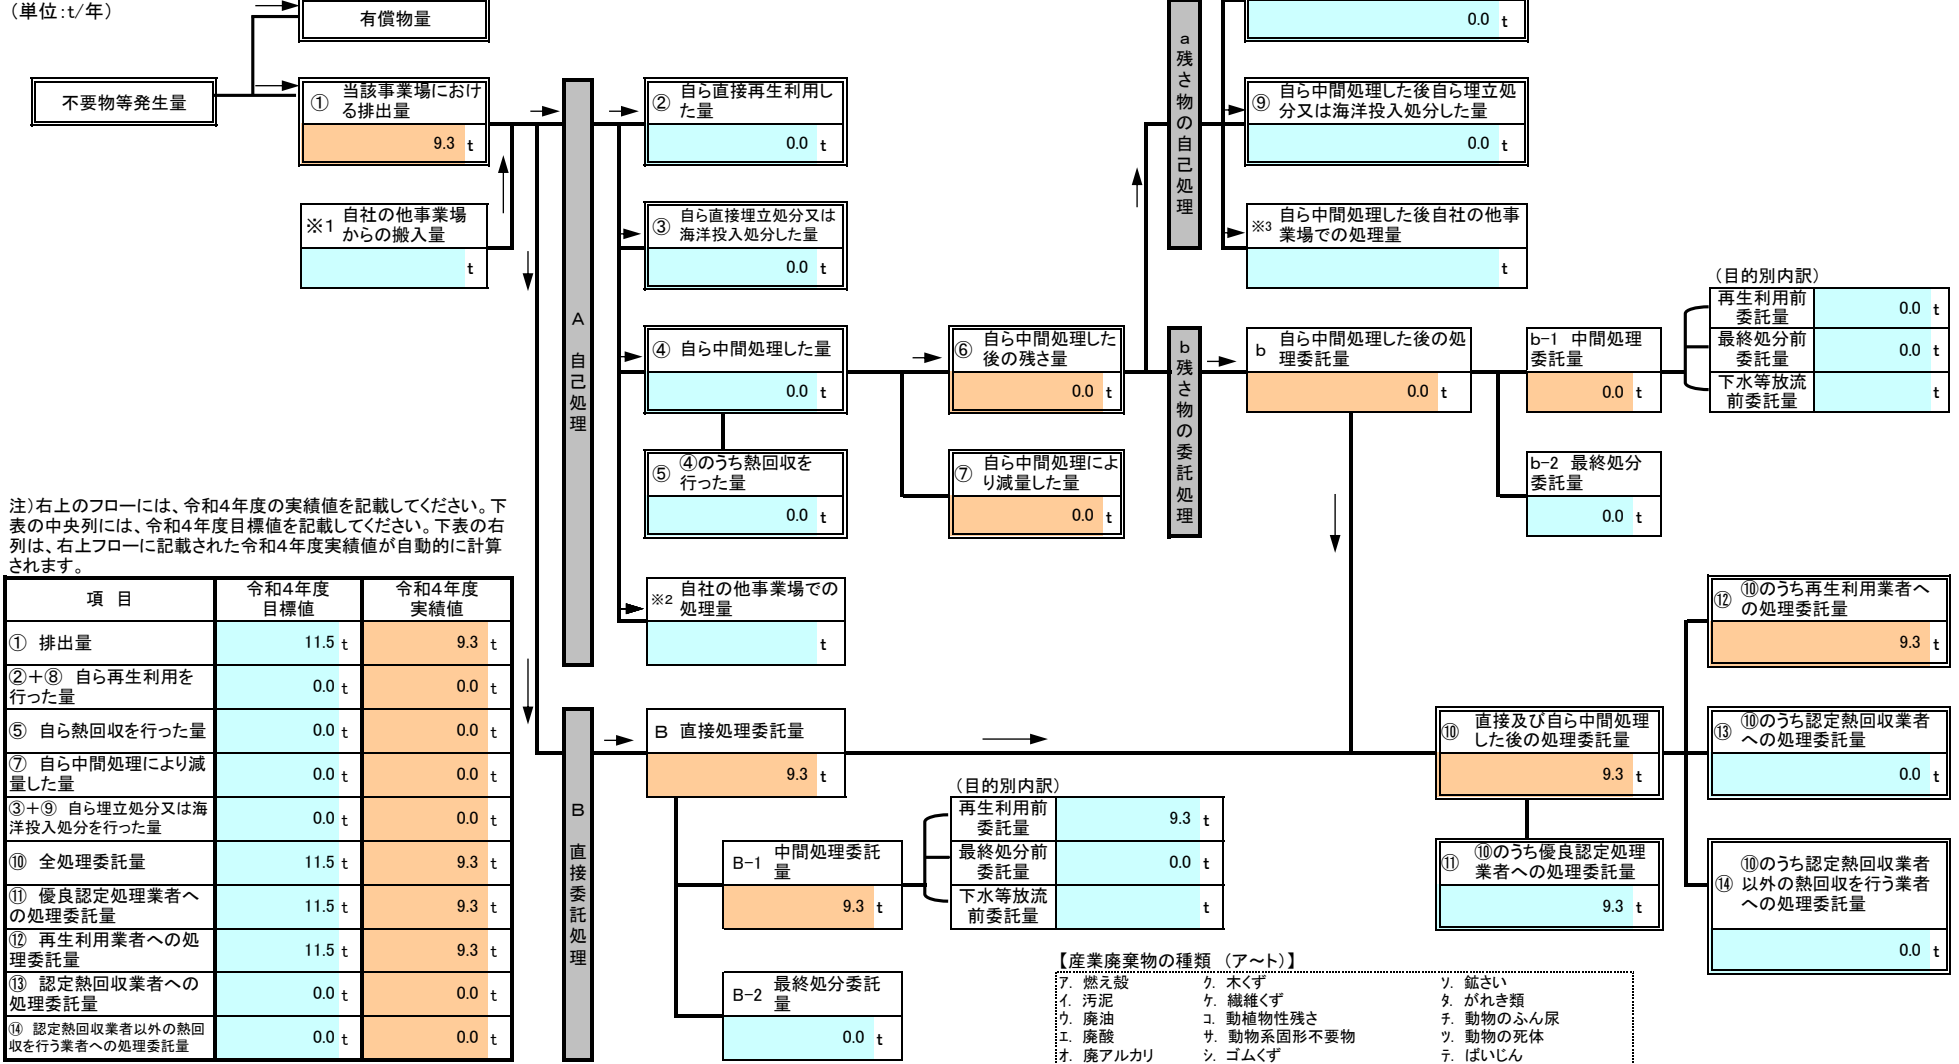 （単位：t/年）
有償物量
不要物等発生量
① 当該事業場におけ
る排出量
9.3 t
※1 自社の他事業場
からの搬入量
t
A 自己処理
② 自ら直接再生利用し
た量
0.0 t
③ 自ら直接埋立処分又は
海洋投入処分した量
0.0 t
④ 自ら中間処理した量
0.0 t
⑤ ④のうち熱回収を
行った量
0.0 t
※2 自社の他事業場での
処理量
t
⑥ 自ら中間処理した
後の残さ量
0.0 t
⑦ 自ら中間処理によ
り減量した量
0.0 t
a残さ物の自己処理
0.0 t
⑨ 自ら中間処理した後自ら埋立処
分又は海洋投入処分した量
0.0 t
※3 自ら中間処理した後自社の他事
業場での処理量
t
b残さ物の委託処理
b 自ら中間処理した後の処
理委託量
0.0 t
b-1 中間処理
委託量
0.0 t
b-2 最終処分
委託量
0.0 t
（目的別内訳）
再生利用前
委託量
0.0 t
最終処分前
委託量
0.0 t
下水等放流
前委託量
t
注）右上のフローには、令和4年度の実績値を記載してください。下
表の中央列には、令和4年度目標値を記載してください。下表の右
列は、右上フローに記載された令和4年度実績値が自動的に計算
されます。
項 目 令和4年度 令和4年度
目標値 実績値
① 排出量 11.5 t 9.3 t
②＋⑧ 自ら再生利用を
行った量 0.0 t 0.0 t
⑤ 自ら熱回収を行った量 0.0 t 0.0 t
⑦ 自ら中間処理により減
量した量 0.0 t 0.0 t
③＋⑨ 自ら埋立処分又は海
洋投入処分を行った量 0.0 t 0.0 t
⑩ 全処理委託量 11.5 t 9.3 t
⑪ 優良認定処理業者へ
の処理委託量 11.5 t 9.3 t
⑫ 再生利用業者への処
理委託量 11.5 t 9.3 t
⑬ 認定熱回収業者への
処理委託量 0.0 t 0.0 t
⑭ 認定熱回収業者以外の熱回
収を行う業者への処理委託量 0.0 t 0.0 t
B 直接委託処理
B 直接処理委託量
9.3 t
B-1 中間処理委託
量
9.3 t
B-2 最終処分委託
量
0.0 t
（目的別内訳）
再生利用前
委託量
9.3 t
最終処分前
委託量
0.0 t
下水等放流
前委託量
t
⑩ 直接及び自ら中間処理
した後の処理委託量
9.3 t
⑪ ⑩のうち優良認定処理
業者への処理委託量
9.3 t
⑫ ⑩のうち再生利用業者へ
の処理委託量
9.3 t
⑬ ⑩のうち認定熱回収業者
への処理委託量
0.0 t
⑭ ⑩のうち認定熱回収業者
以外の熱回収を行う業者
への処理委託量
0.0 t
【産業廃棄物の種類 （ア～ト）】
ア. 燃え殻 ク. 木くず ソ. 鉱さい
イ. 汚泥 ケ. 繊維くず タ. がれき類
ウ. 廃油 コ. 動植物性残さ チ. 動物のふん尿
エ. 廃酸 サ. 動物系固形不要物 ツ. 動物の死体
オ. 廃アルカリ シ. ゴムくず テ. ばいじん